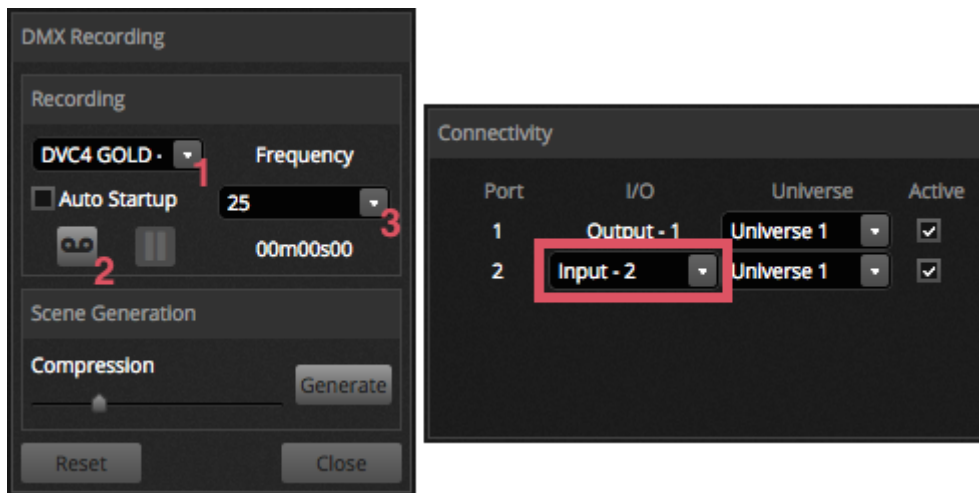 DMX Recording
Recording
DVC4 GOLD -
1
Frequency
Auto Startup
25
3
2
00m00s00
Scene Generation
Compression
Generate
Reset
Close
Connectivity
Port I/O Universe Active
1 Output - 1 Universe 1
2 Input - 2 Universe 1